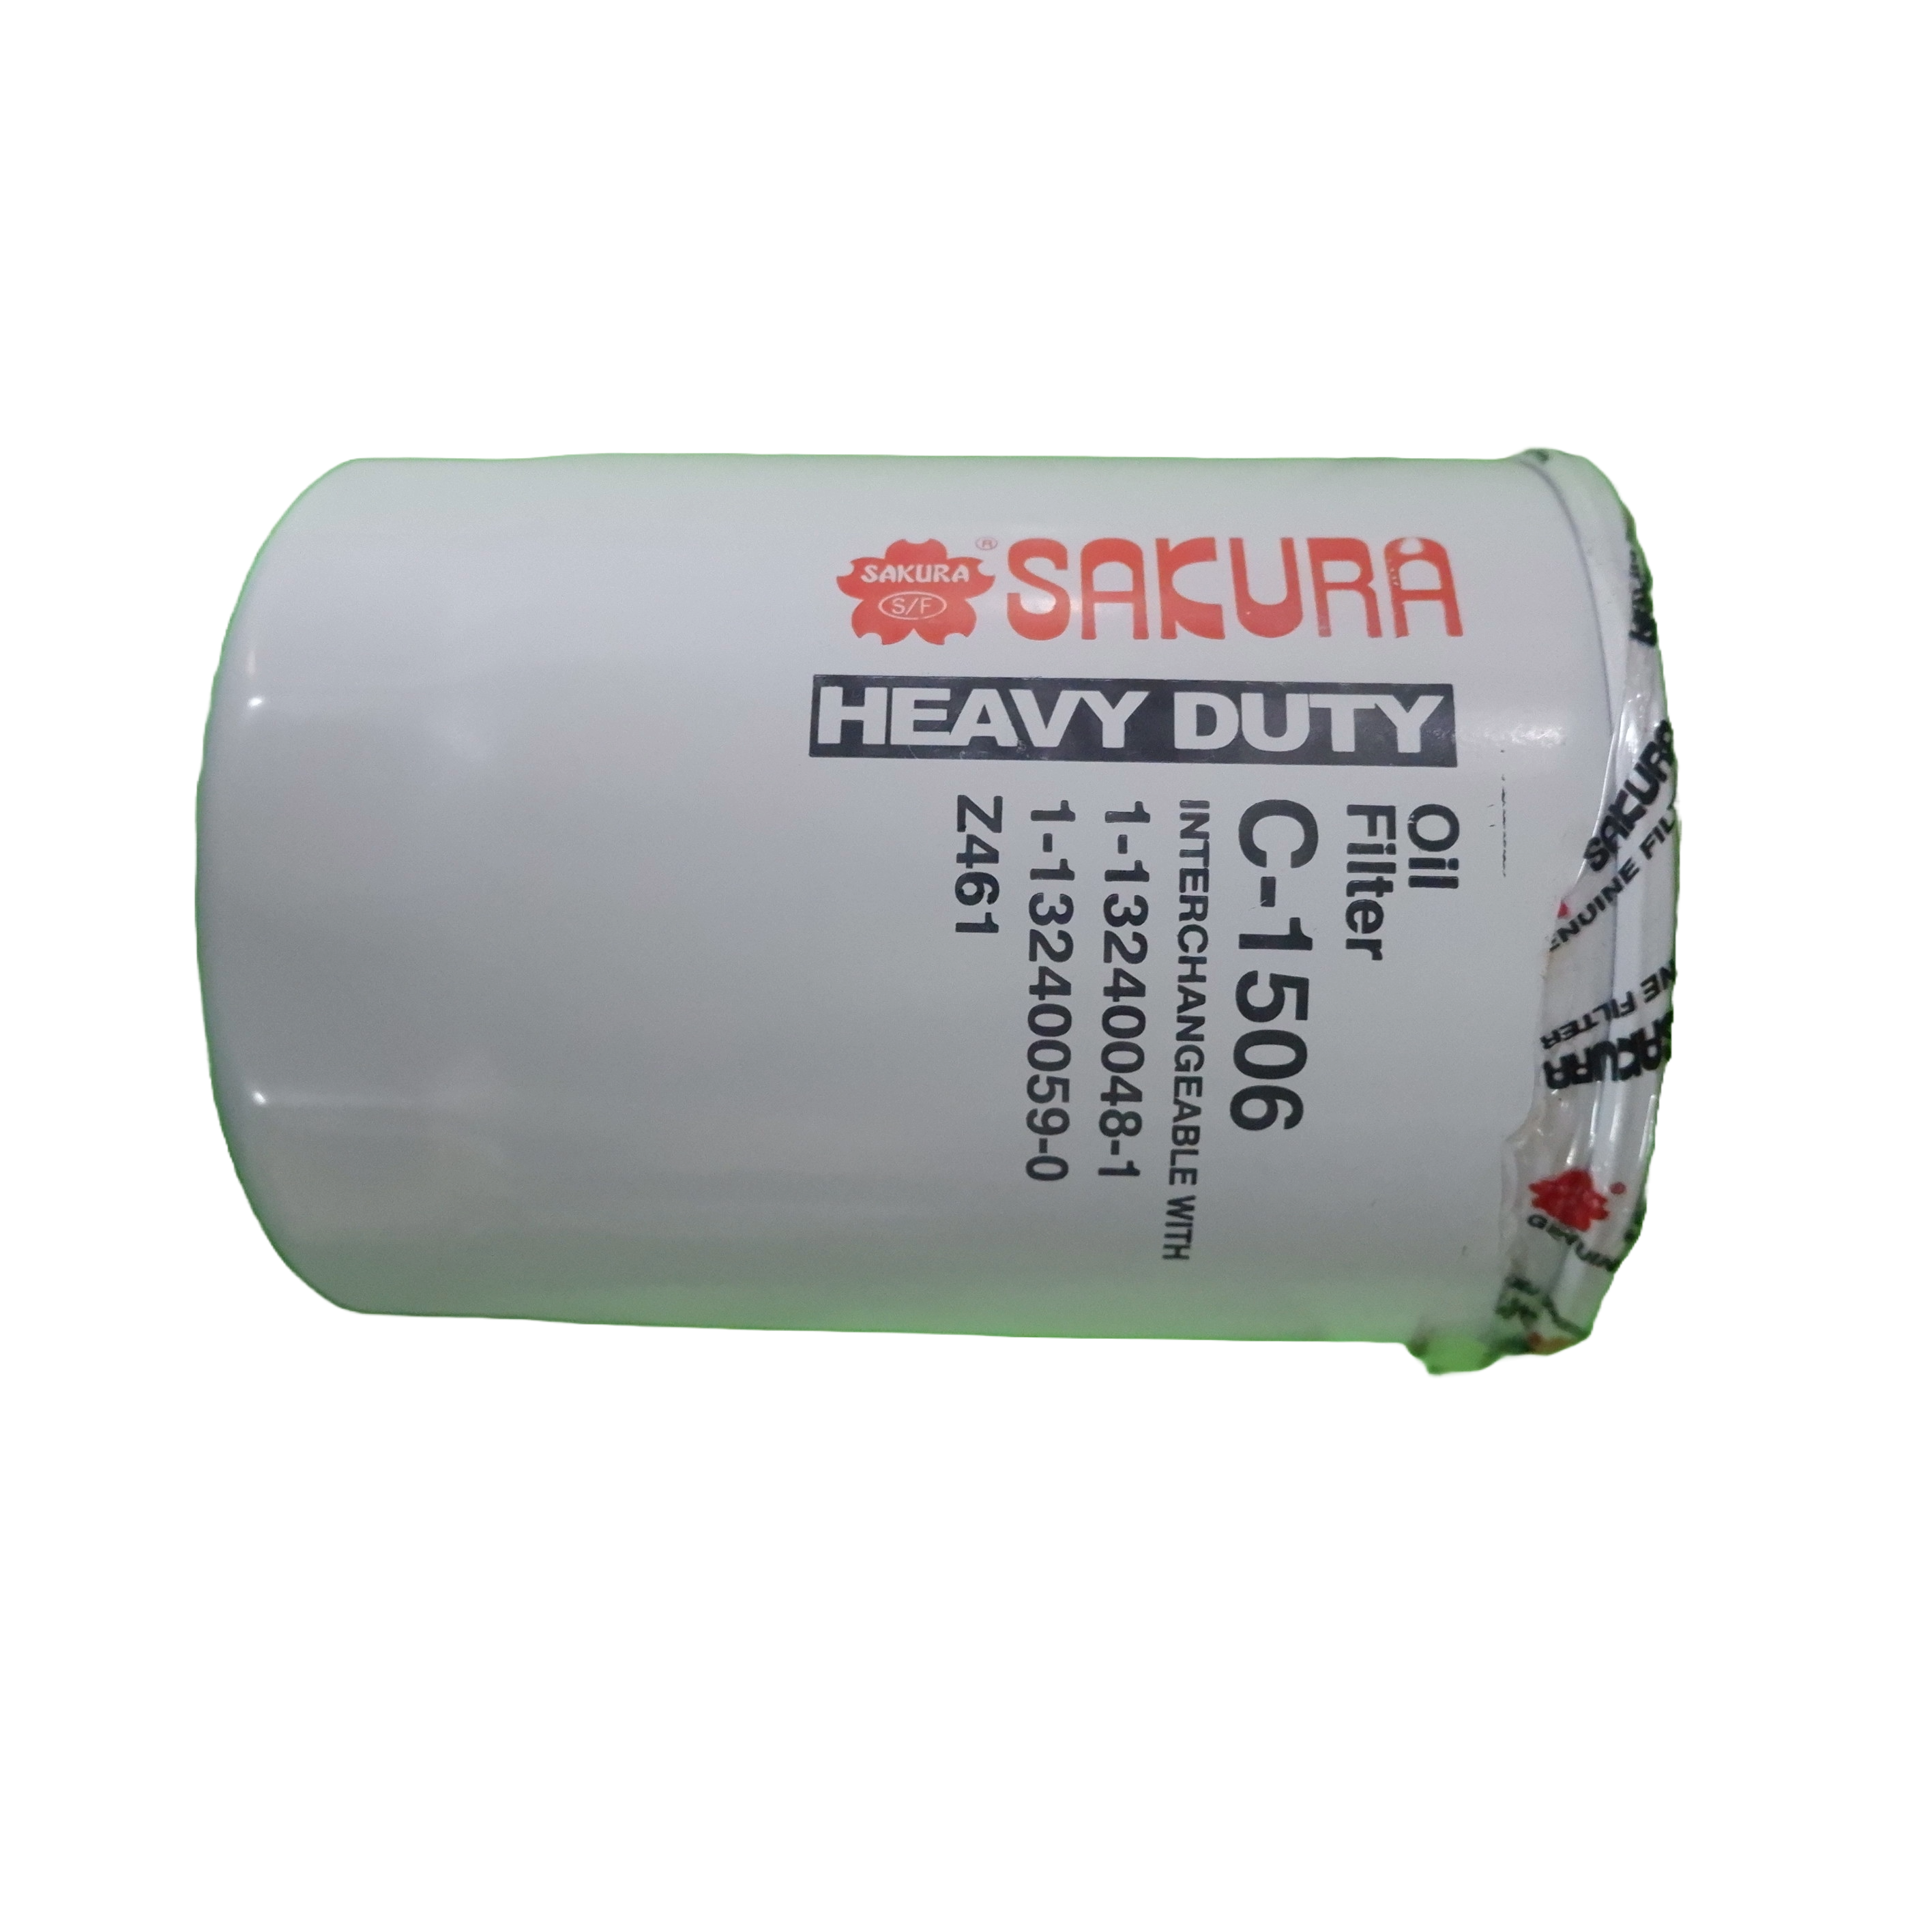 SAKURA
S/F
®
SAKURA
HEAVY DUTY
Oil
Filter
C-1506
INTERCHANGEABLE WITH
1-13240048-1
1-13240059-0
Z461
SAKURA
GENUINE FILTER
SAKURA